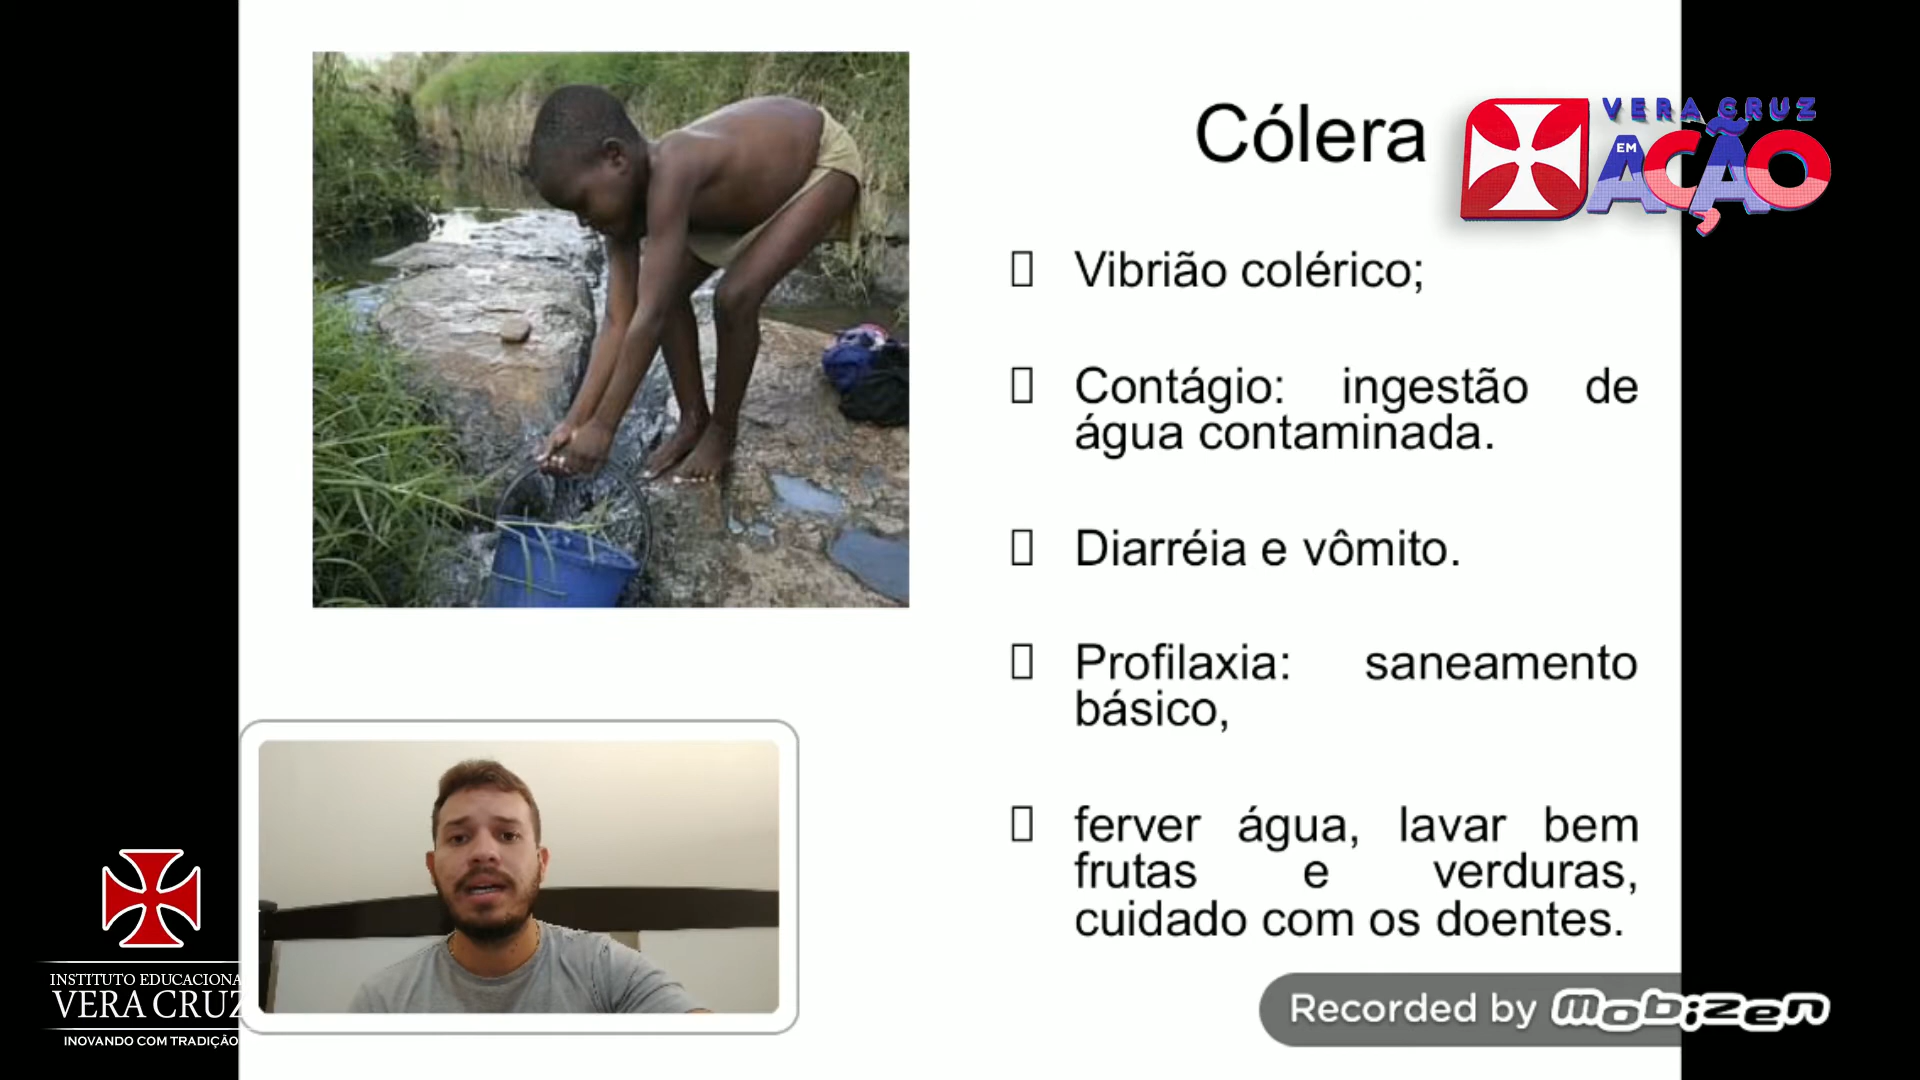 Cólera
VERA CRUZ
EM
AÇÃO
Vibrião colérico;
Contágio: ingestão de
água contaminada.
Diarréia e vômito.
Profilaxia: saneamento
básico,
ferver água, lavar bem
frutas e verduras,
cuidado com os doentes.
INSTITUTO EDUCACIONA
VERA CRUZ
INOVANDO COM TRADIÇÃO
Recorded by mobizen